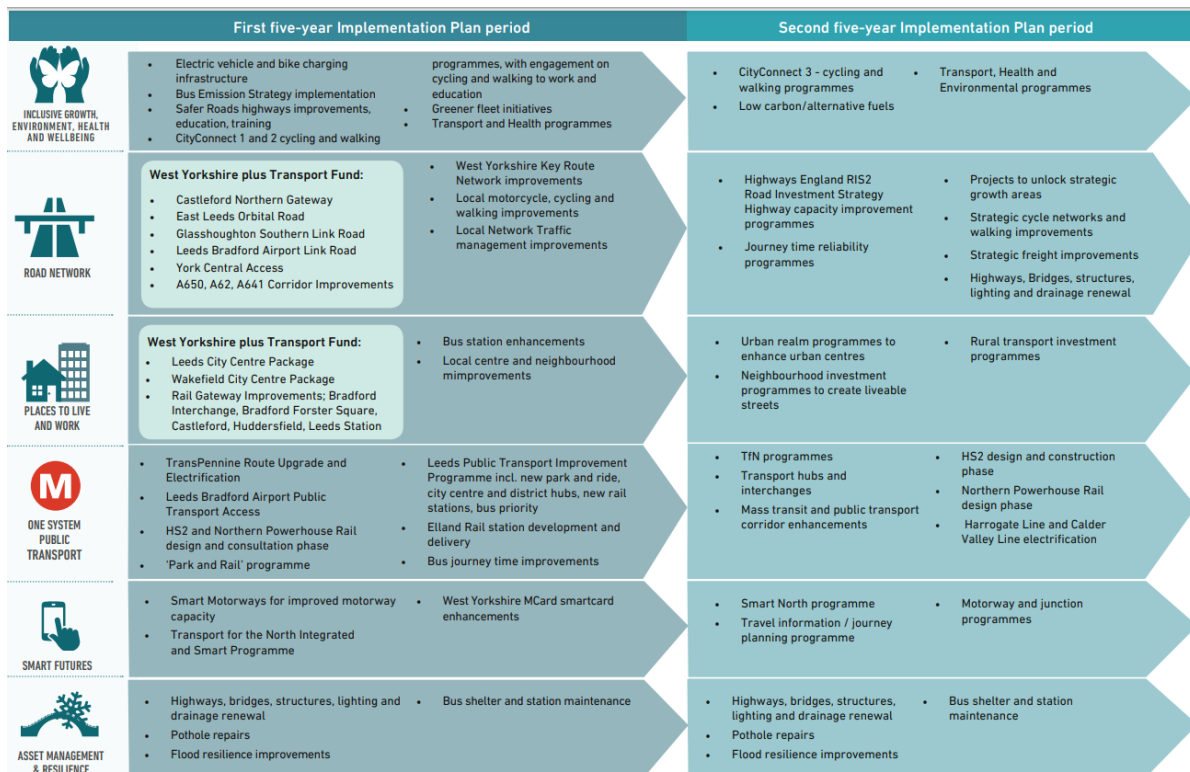 First five-year Implementation Plan period
Second five-year Implementation Plan period
INCLUSIVE GROWTH,
ENVIRONMENT, HEALTH
AND WELLBEING
• Electric vehicle and bike charging
infrastructure
• Bus Emission Strategy implementation
• Safer Roads highways improvements,
education, training
• CityConnect 1 and 2 cycling and walking
programmes, with engagement on
cycling and walking to work and
education
• Greener fleet initiatives
• Transport and Health programmes
• CityConnect 3 - cycling and
walking programmes
• Low carbon/alternative fuels
• Transport, Health and
Environmental programmes
ROAD NETWORK
West Yorkshire plus Transport Fund:
• Castleford Northern Gateway
• East Leeds Orbital Road
• Glasshoughton Southern Link Road
• Leeds Bradford Airport Link Road
• York Central Access
• A650, A62, A641 Corridor Improvements
• West Yorkshire Key Route
Network improvements
• Local motorcycle, cycling and
walking improvements
• Local Network Traffic
management improvements
• Highways England RIS2
Road Investment Strategy
Highway capacity improvement
programmes
• Journey time reliability
programmes
• Projects to unlock strategic
growth areas
• Strategic cycle networks and
walking improvements
• Strategic freight improvements
• Highways, Bridges, structures,
lighting and drainage renewal
PLACES TO LIVE
AND WORK
West Yorkshire plus Transport Fund:
• Leeds City Centre Package
• Wakefield City Centre Package
• Rail Gateway Improvements; Bradford
Interchange, Bradford Forster Square,
Castleford, Huddersfield, Leeds Station
• Bus station enhancements
• Local centre and neighbourhood
mimprovements
• Urban realm programmes to
enhance urban centres
• Neighbourhood investment
programmes to create liveable
streets
• Rural transport investment
programmes
M
ONE SYSTEM
PUBLIC
TRANSPORT
• TransPennine Route Upgrade and
Electrification
• Leeds Bradford Airport Public
Transport Access
• HS2 and Northern Powerhouse Rail
design and consultation phase
• 'Park and Rail' programme
• Leeds Public Transport Improvement
Programme incl. new park and ride,
city centre and district hubs, new rail
stations, bus priority
• Elland Rail station development and
delivery
• Bus journey time improvements
• TfN programmes
• Transport hubs and
interchanges
• Mass transit and public transport
corridor enhancements
• HS2 design and construction
phase
• Northern Powerhouse Rail
design phase
• Harrogate Line and Calder
Valley Line electrification
SMART FUTURES
• Smart Motorways for improved motorway
capacity
• Transport for the North Integrated
and Smart Programme
• West Yorkshire MCard smartcard
enhancements
• Smart North programme
• Travel information / journey
planning programme
• Motorway and junction
programmes
ASSET MANAGEMENT
& RESILIENCE
• Highways, bridges, structures, lighting and
drainage renewal
• Pothole repairs
• Flood resilience improvements
• Bus shelter and station maintenance
• Highways, bridges, structures,
lighting and drainage renewal
• Pothole repairs
• Flood resilience improvements
• Bus shelter and station
maintenance